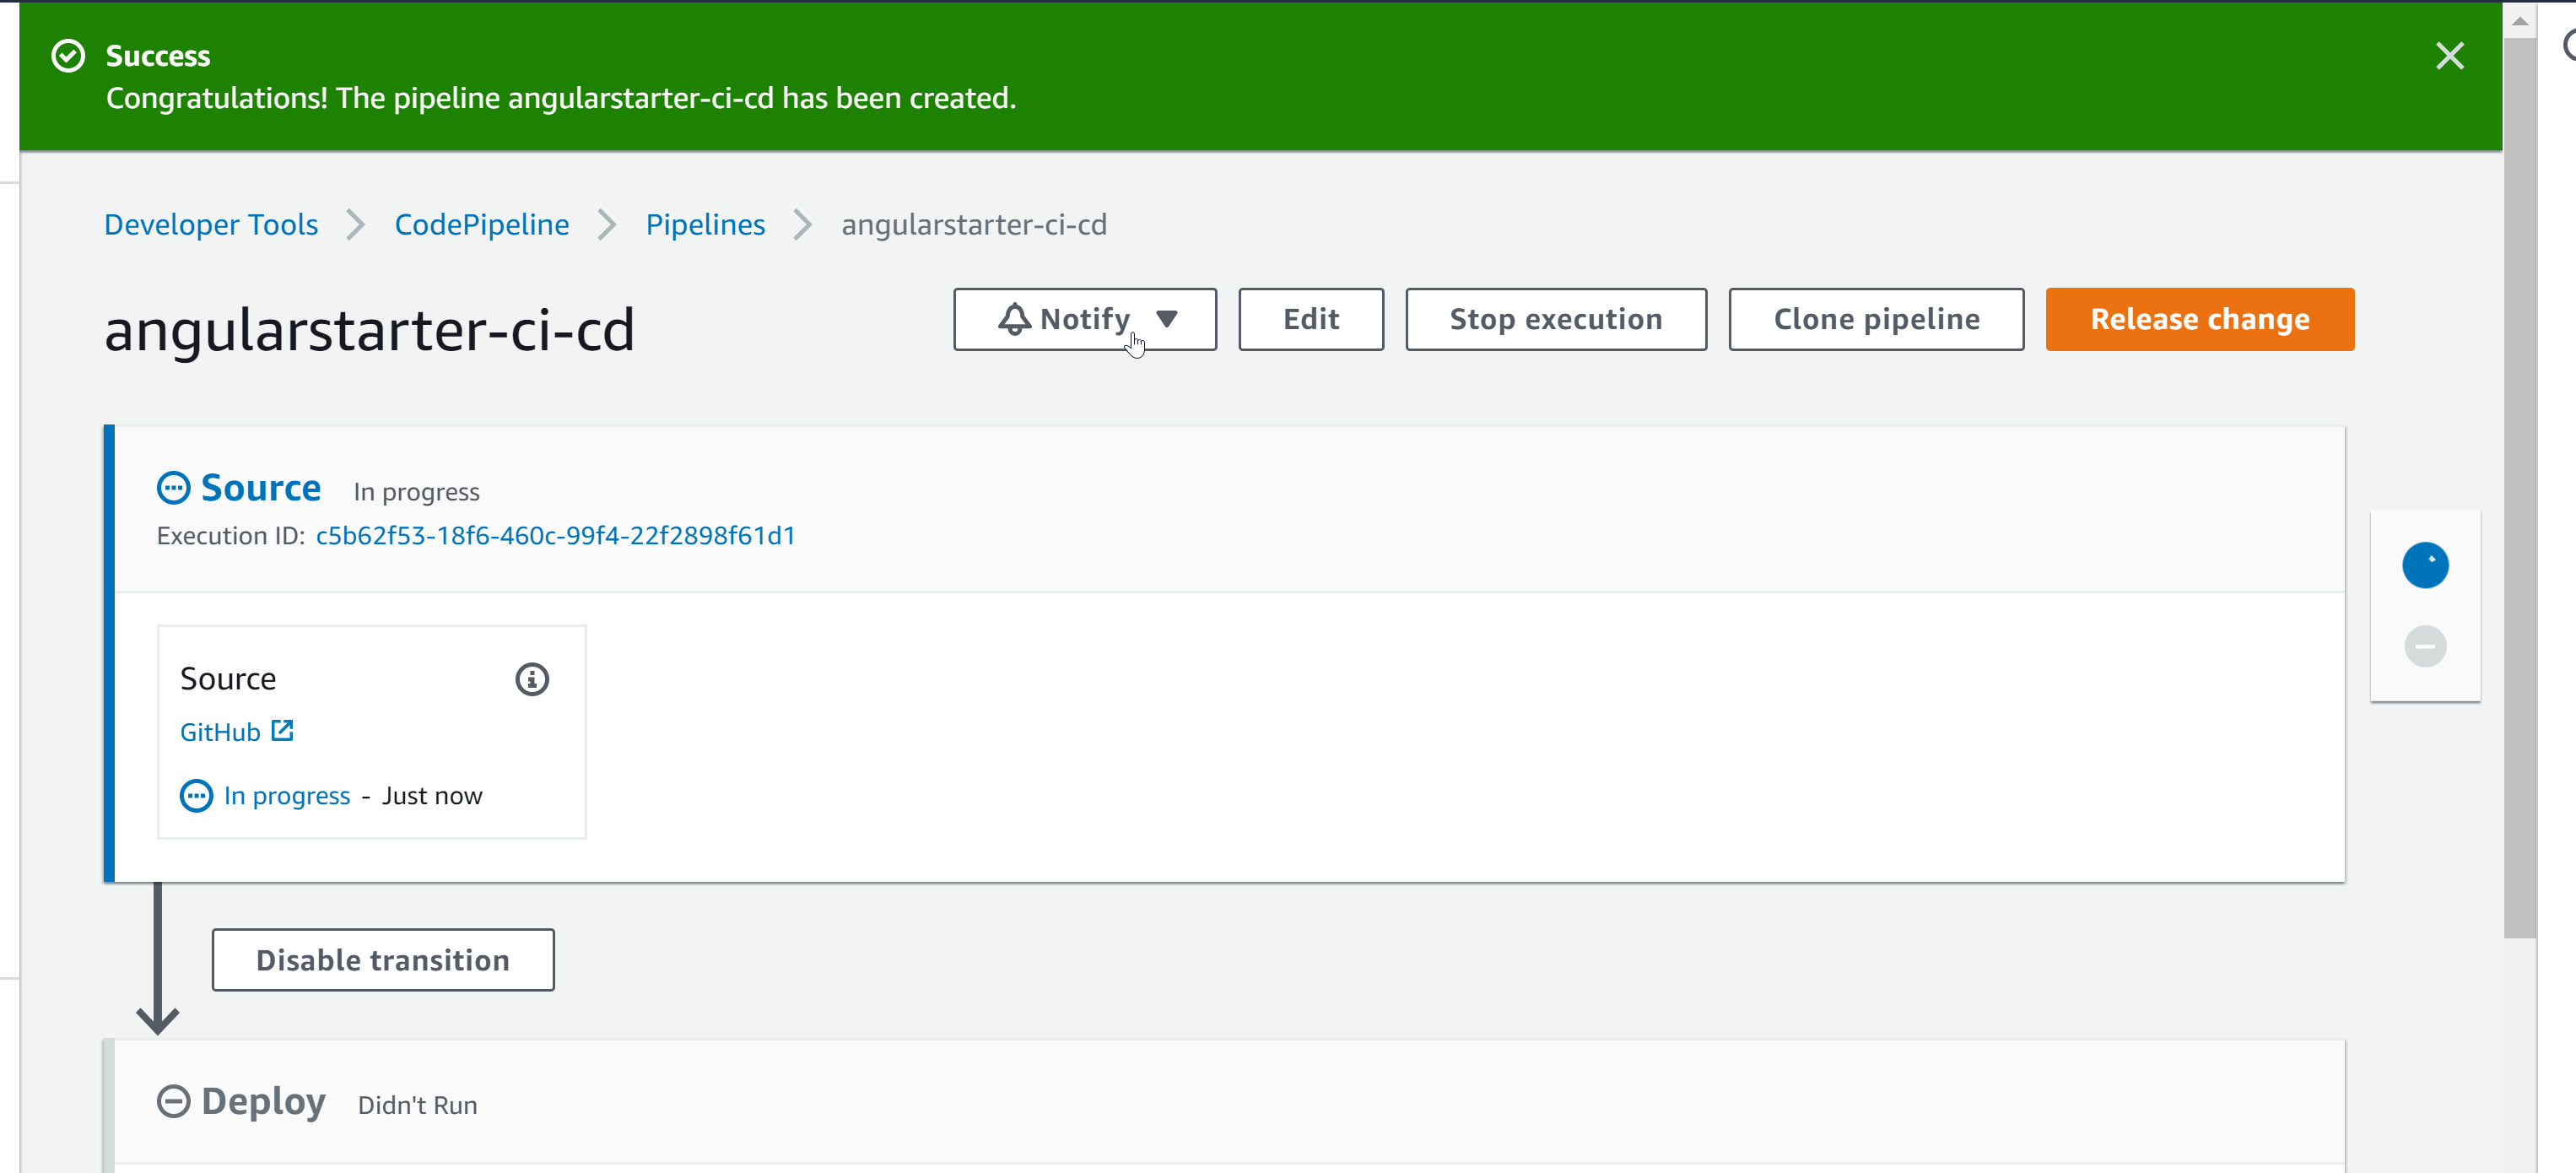 Success
Congratulations! The pipeline angularstarter-ci-cd has been created.
Developer Tools CodePipeline Pipelines angularstarter-ci-cd
angularstarter-ci-cd
Notify Edit Stop execution Clone pipeline Release change
Source In progress
Execution ID: c5b62f53-18f6-460c-99f4-22f2898f61d1
Source
GitHub
In progress - Just now
Disable transition
Deploy Didn't Run